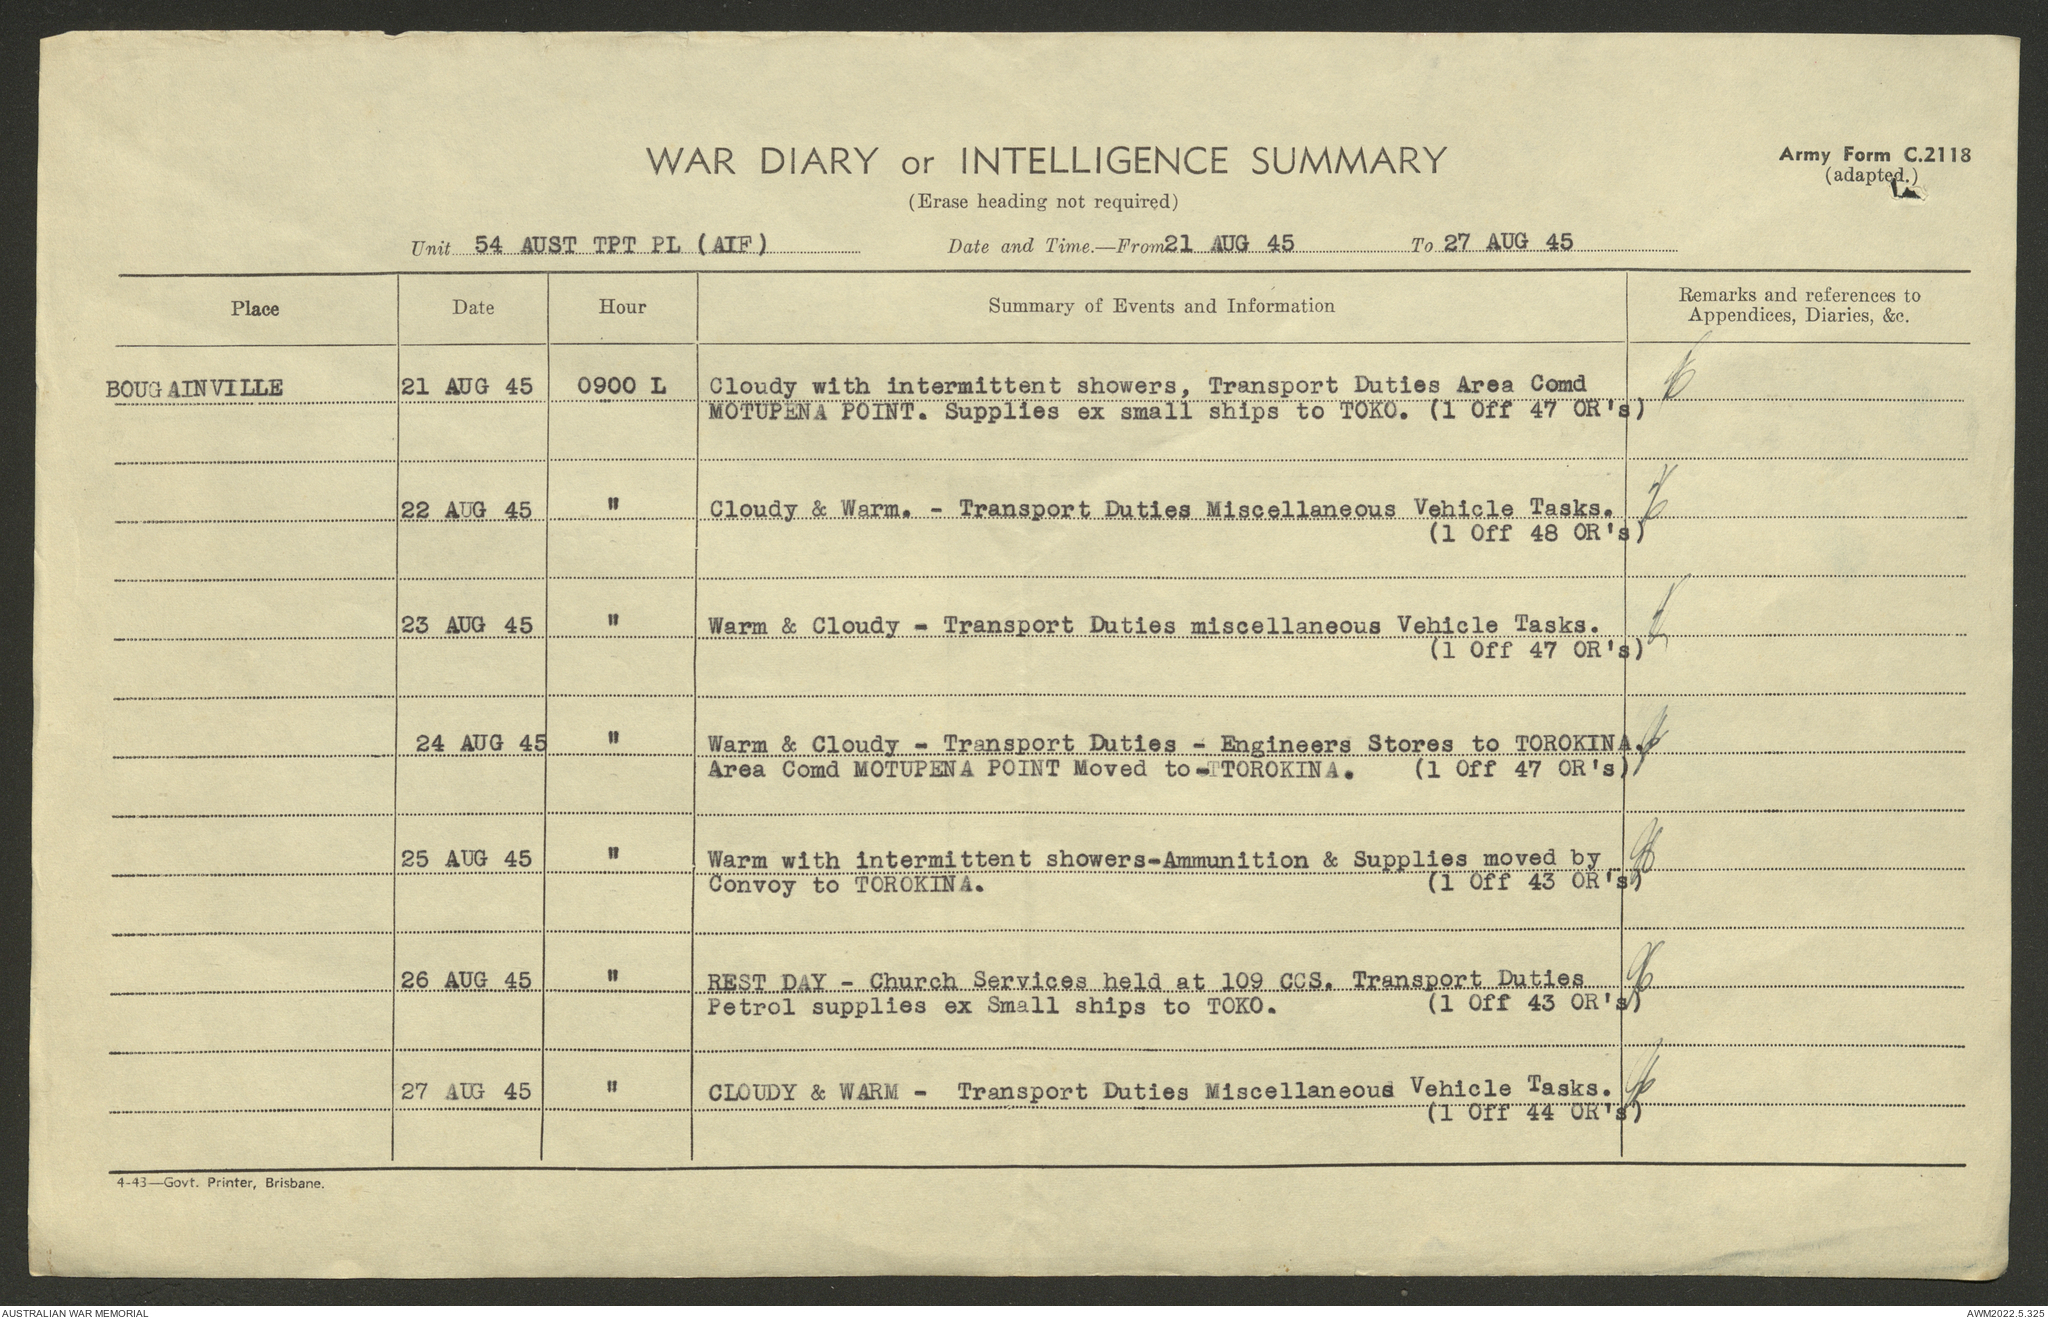 WAR DIARY or INTELLIGENCE SUMMARY
Army Form C.2118
(adapted.)
(Erase heading not required)
Unit 54 AUST TPT PL (AIF) Date and Time.—From 21 AUG 45 To 27 AUG 45
Place Date Hour Summary of Events and Information Remarks and references to
Appendices, Diaries, &c.
BOUGAINVILLE 21 AUG 45 0900 L Cloudy with intermittent showers, Transport Duties Area Comd
MOTUPENA POINT. Supplies ex small ships to TOKO. (1 Off 47 OR's)
22 AUG 45 " Cloudy & Warm. - Transport Duties Miscellaneous Vehicle Tasks.
(1 Off 48 OR's)
23 AUG 45 " Warm & Cloudy - Transport Duties miscellaneous Vehicle Tasks.
(1 Off 47 OR's)
24 AUG 45 " Warm & Cloudy - Transport Duties - Engineers Stores to TOROKINA.
Area Comd MOTUPENA POINT Moved to-TTOROKINA. (1 Off 47 OR's)
25 AUG 45 " Warm with intermittent showers-Ammunition & Supplies moved by
Convoy to TOROKINA. (1 Off 43 OR's)
26 AUG 45 " REST DAY - Church Services held at 109 CCS. Transport Duties
Petrol supplies ex Small ships to TOKO. (1 Off 43 OR's)
27 AUG 45 " CLOUDY & WARM - Transport Duties Miscellaneous Vehicle Tasks.
(1 Off 44 OR's)
4-43—Govt. Printer, Brisbane.
AUSTRALIAN WAR MEMORIAL AWM2022.5.325